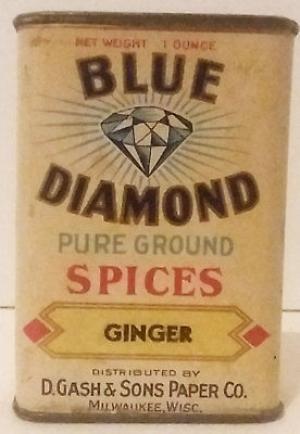 NET WEIGHT 1 OUNCE
BLUE
DIAMOND
PURE GROUND
SPICES
GINGER
DISTRIBUTED BY
D. GASH & SONS PAPER CO.
MILWAUKEE, WISC.